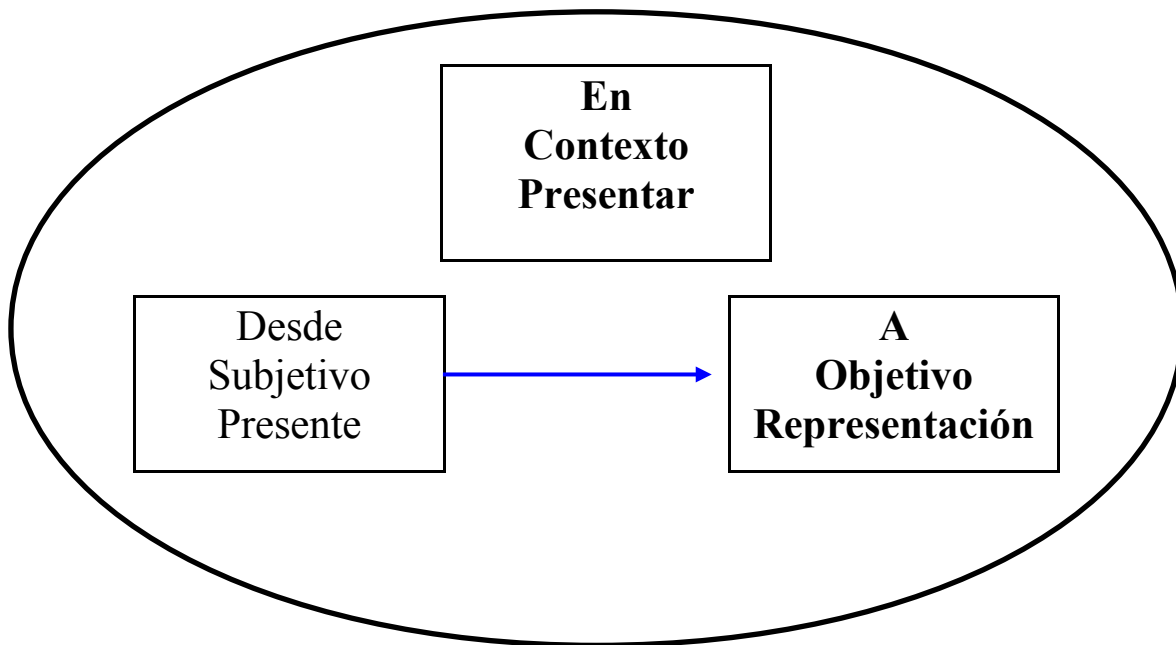 En
Contexto
Presentar
Desde
Subjetivo
Presente
A
Objetivo
Representación